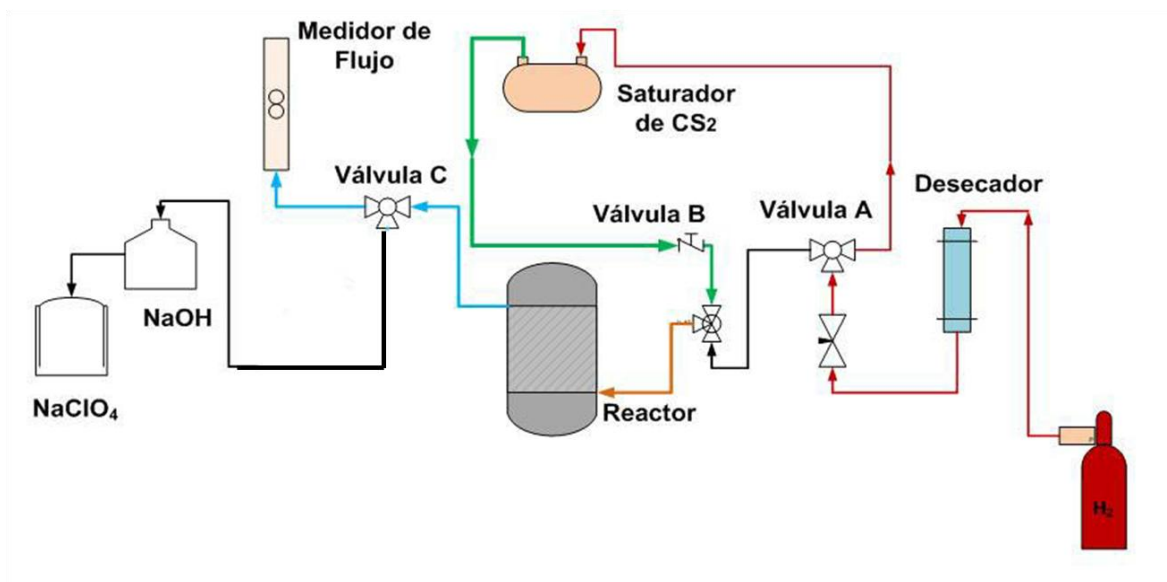 Medidor de
Flujo
Saturador
de CS₂
Válvula C
Válvula B
Válvula A
Desecador
NaOH
NaClO₄
Reactor
H₂